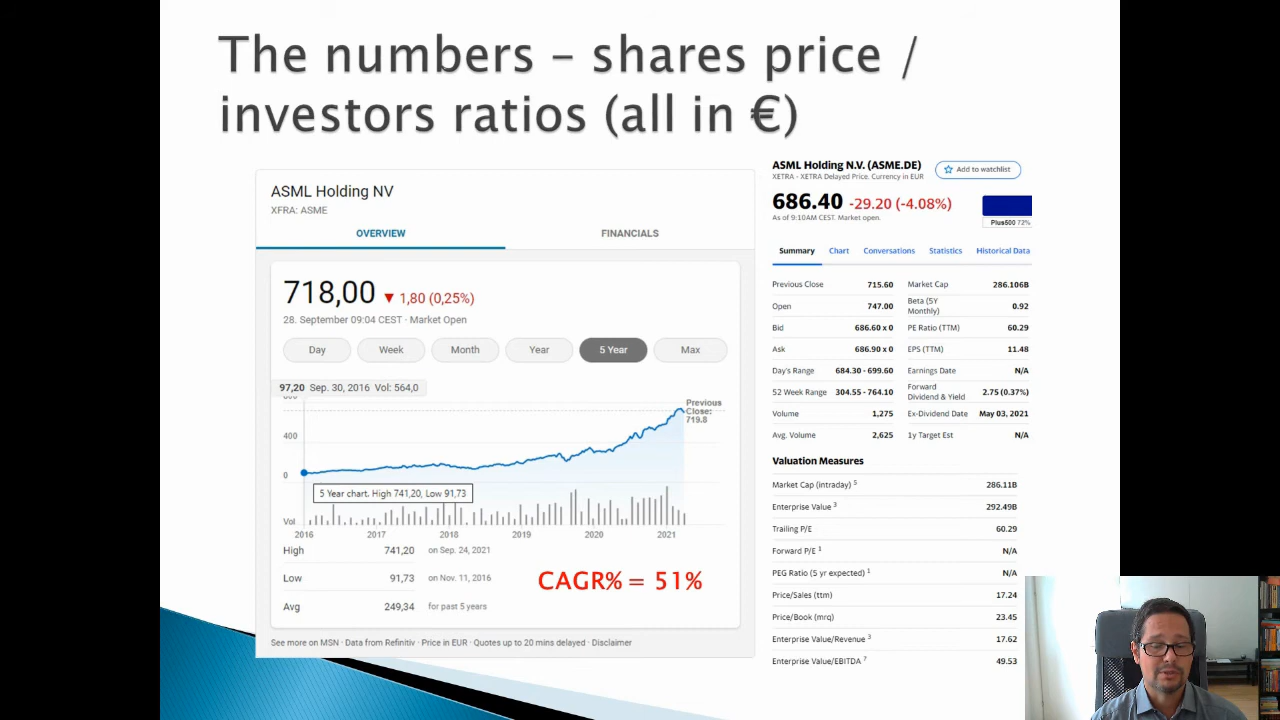 The numbers – shares price /
investors ratios (all in €)
ASML Holding NV
XFRA: ASME
OVERVIEW FINANCIALS
718,00 ▼ 1,80 (0,25%)
28. September 09:04 CEST · Market Open
Day Week Month Year 5 Year Max
97,20 Sep. 30, 2016 Vol: 564,0
800
Previous
Close:
719.8
400
0
5 Year chart. High 741,20, Low 91,73
Vol
2016 2017 2018 2019 2020 2021
High 741,20 on Sep. 24, 2021
Low 91,73 on Nov. 11, 2016
Avg 249,34 for past 5 years
CAGR% = 51%
See more on MSN · Data from Refinitiv · Price in EUR · Quotes up to 20 mins delayed · Disclaimer
ASML Holding N.V. (ASME.DE)
Add to watchlist
XETRA - XETRA Delayed Price. Currency in EUR
686.40 -29.20 (-4.08%)
As of 9:10AM CEST. Market open.
Plus500 72%
Summary Chart Conversations Statistics Historical Data
Previous Close 715.60
Open 747.00
Bid 686.60 x 0
Ask 686.90 x 0
Day's Range 684.30 - 699.60
52 Week Range 304.55 - 764.10
Volume 1,275
Avg. Volume 2,625
Market Cap 286.106B
Beta (5Y
Monthly) 0.92
PE Ratio (TTM) 60.29
EPS (TTM) 11.48
Earnings Date N/A
Forward
Dividend & Yield 2.75 (0.37%)
Ex-Dividend Date May 03, 2021
1y Target Est N/A
Valuation Measures
Market Cap (intraday) 5 286.11B
Enterprise Value 3 292.49B
Trailing P/E 60.29
Forward P/E 1 N/A
PEG Ratio (5 yr expected) 1 N/A
Price/Sales (ttm) 17.24
Price/Book (mrq) 23.45
Enterprise Value/Revenue 3 17.62
Enterprise Value/EBITDA 7 49.53